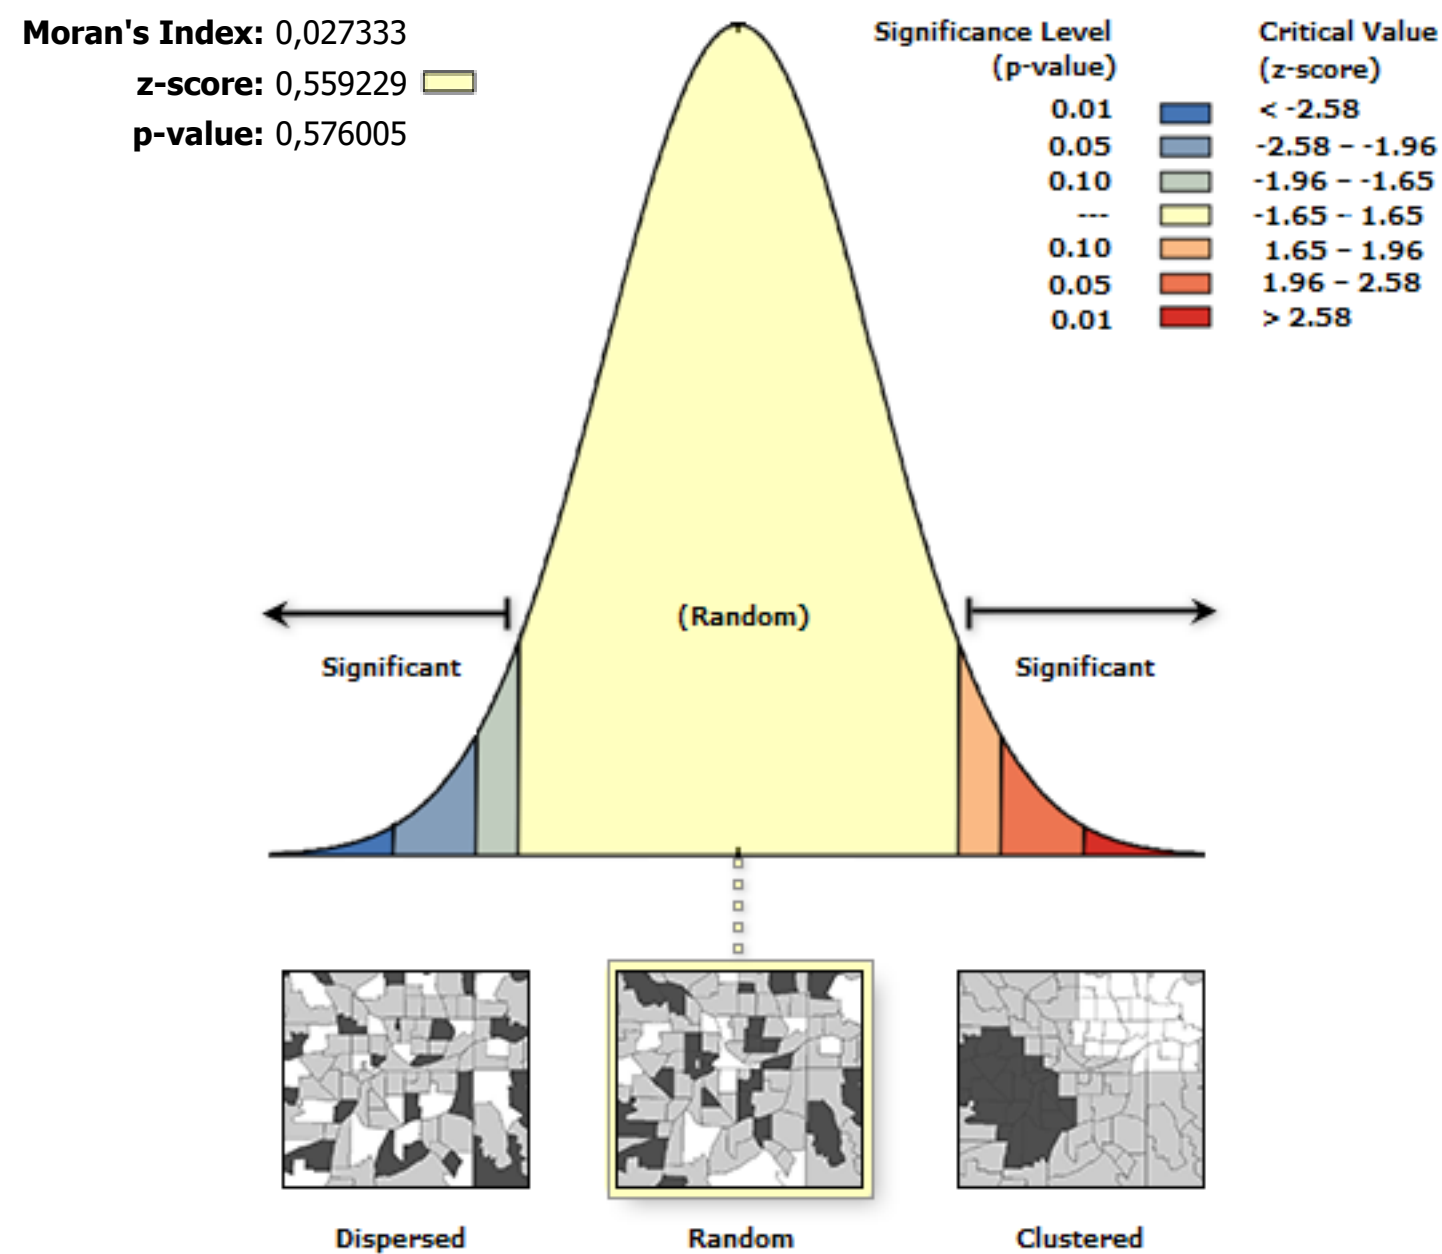 Moran's Index: 0,027333
z-score: 0,559229
p-value: 0,576005
Significance Level (p-value)
Critical Value (z-score)
0.01 < -2.58
0.05 -2.58 – -1.96
0.10 -1.96 – -1.65
--- -1.65 - 1.65
0.10 1.65 – 1.96
0.05 1.96 – 2.58
0.01 > 2.58
(Random)
Significant
Significant
Dispersed
Random
Clustered